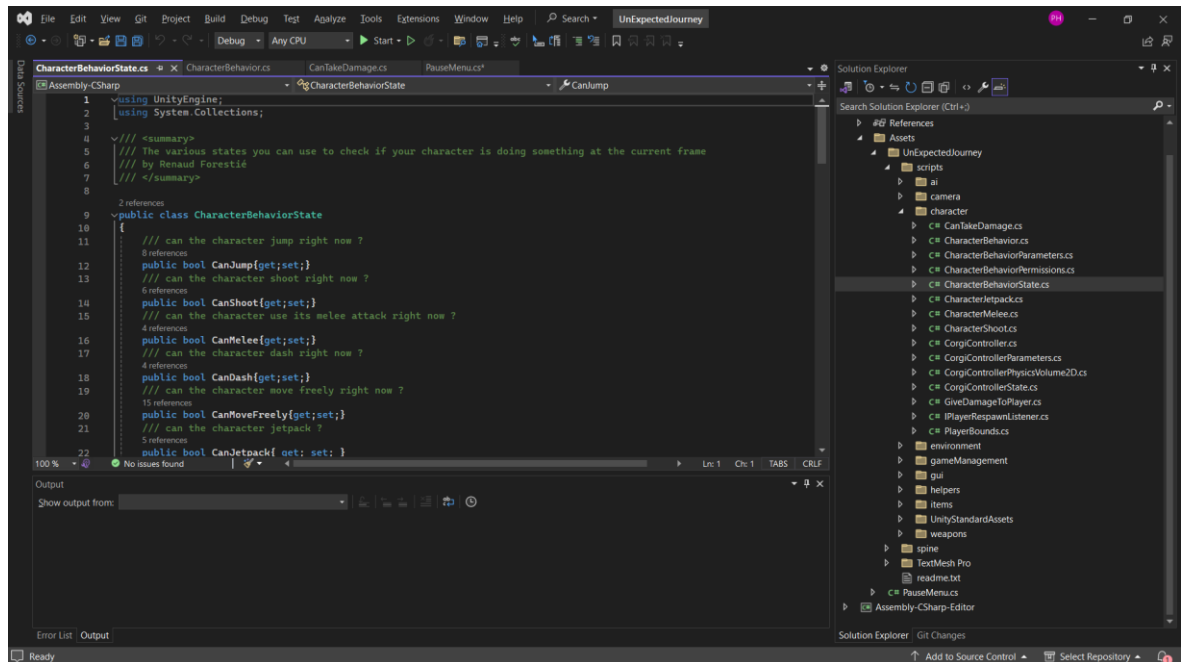 File Edit View Git Project Build Debug Test Analyze Tools Extensions Window Help Search UnExpectedJourney PH
Debug Any CPU Start
Data Sources
CharacterBehaviorState.cs CharacterBehavior.cs CanTakeDamage.cs PauseMenu.cs*
Assembly-CSharp CharacterBehaviorState CanJump
1 using UnityEngine;
2 using System.Collections;
3
4 /// <summary>
5 /// The various states you can use to check if your character is doing something at the current frame
6 /// by Renaud Forestié
7 /// </summary>
8
2 references
9 public class CharacterBehaviorState
10 {
11 /// can the character jump right now ?
8 references
12 public bool CanJump{get;set;}
13 /// can the character shoot right now ?
6 references
14 public bool CanShoot{get;set;}
15 /// can the character use its melee attack right now ?
4 references
16 public bool CanMelee{get;set;}
17 /// can the character dash right now ?
4 references
18 public bool CanDash{get;set;}
19 /// can the character move freely right now ?
15 references
20 public bool CanMoveFreely{get;set;}
21 /// can the character jetpack ?
5 references
22 public bool CanJetpack{ get; set; }
100 % No issues found Ln: 1 Ch: 1 TABS CRLF
Output
Show output from:
Error List Output
Solution Explorer
Search Solution Explorer (Ctrl+;)
References
Assets
UnExpectedJourney
scripts
ai
camera
character
C# CanTakeDamage.cs
C# CharacterBehavior.cs
C# CharacterBehaviorParameters.cs
C# CharacterBehaviorPermissions.cs
C# CharacterBehaviorState.cs
C# CharacterJetpack.cs
C# CharacterMelee.cs
C# CharacterShoot.cs
C# CorgiController.cs
C# CorgiControllerParameters.cs
C# CorgiControllerPhysicsVolume2D.cs
C# CorgiControllerState.cs
C# GiveDamageToPlayer.cs
C# IPlayerRespawnListener.cs
C# PlayerBounds.cs
environment
gameManagement
gui
helpers
items
UnityStandardAssets
weapons
spine
TextMesh Pro
readme.txt
C# PauseMenu.cs
C# Assembly-CSharp-Editor
Solution Explorer Git Changes
Ready Add to Source Control Select Repository